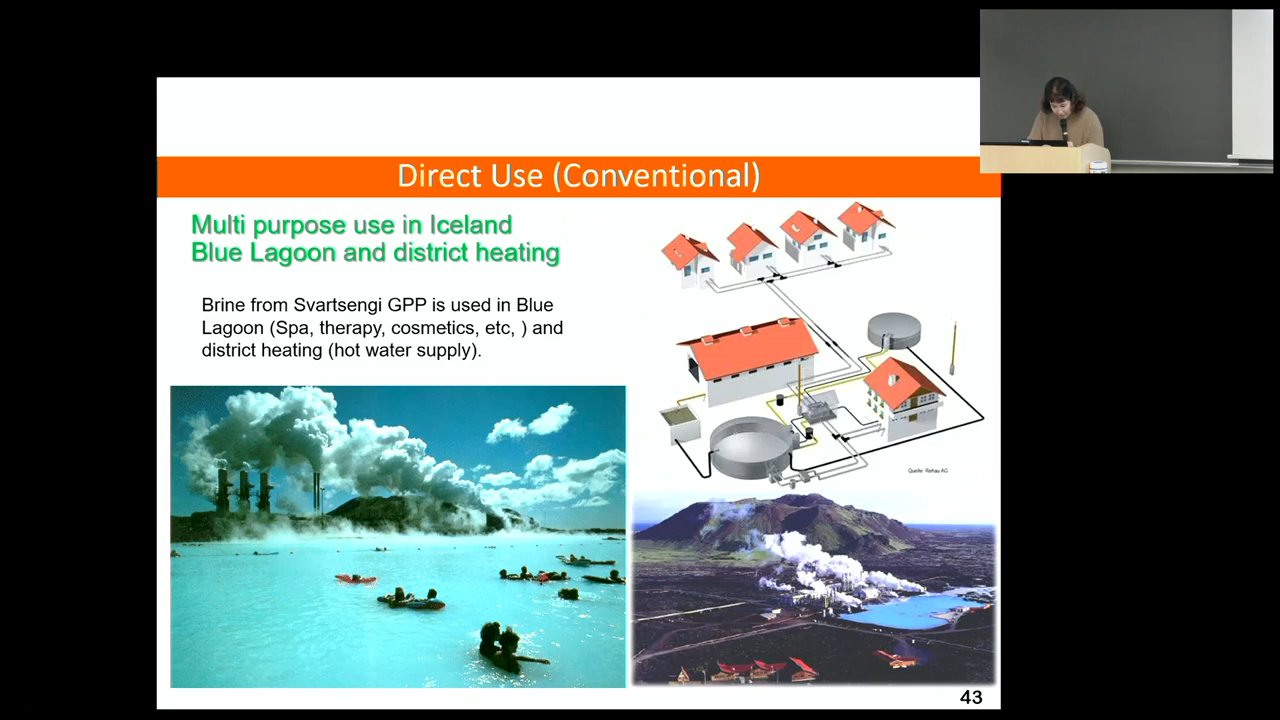 Direct Use (Conventional)
Multi purpose use in Iceland
Blue Lagoon and district heating
Brine from Svartsengi GPP is used in Blue
Lagoon (Spa, therapy, cosmetics, etc, ) and
district heating (hot water supply).
Quelle: Rehau AG
43